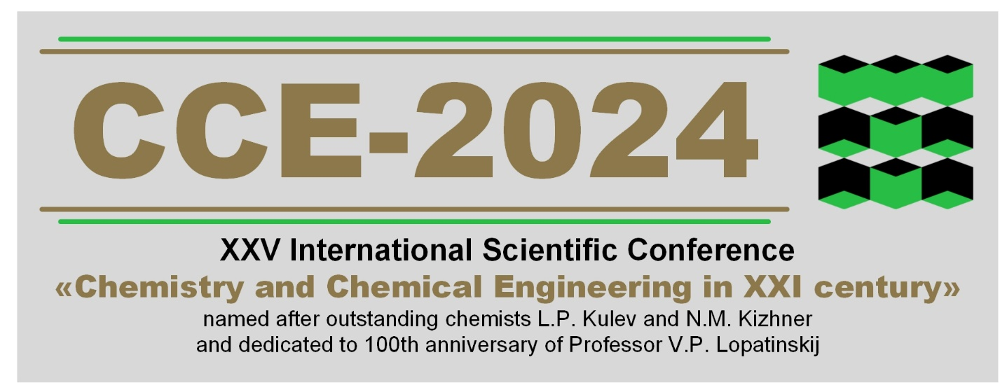 CCE-2024
XXV International Scientific Conference
«Chemistry and Chemical Engineering in XXI century»
named after outstanding chemists L.P. Kulev and N.M. Kizhner
and dedicated to 100th anniversary of Professor V.P. Lopatinskij